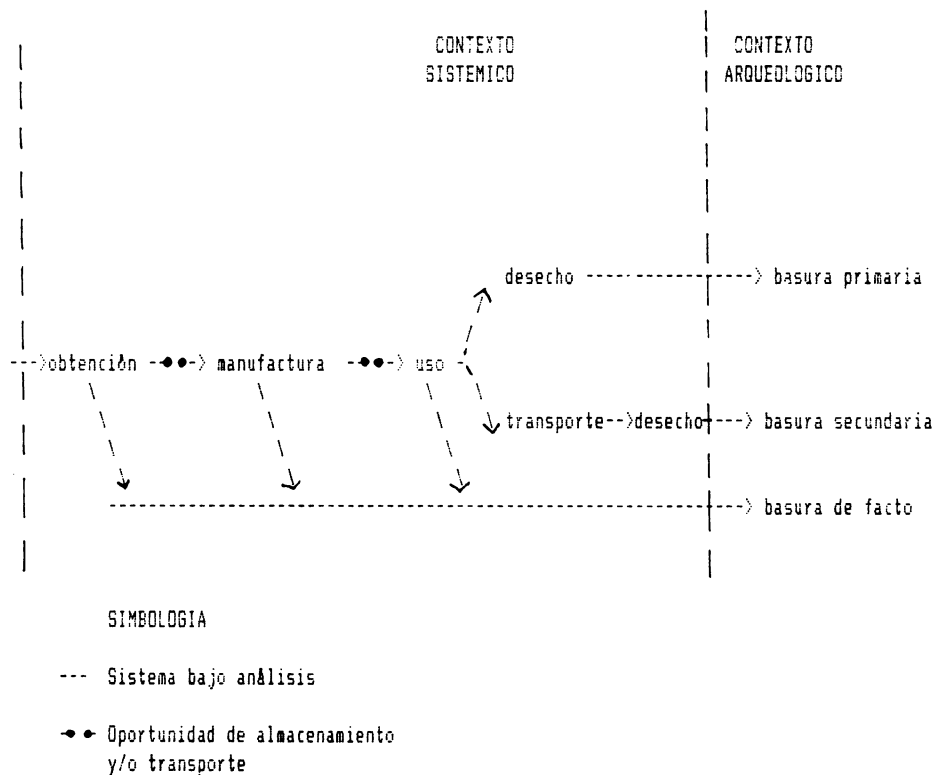 CONTEXTO
SISTEMICO
CONTEXTO
ARQUEOLOGICO
desecho ---> basura primaria
--->obtención --●●-> manufactura --●●-> uso
transporte-->desecho ---> basura secundaria
---> basura de facto
SIMBOLOGIA
--- Sistema bajo análisis
-● ●- Oportunidad de almacenamiento
y/o transporte